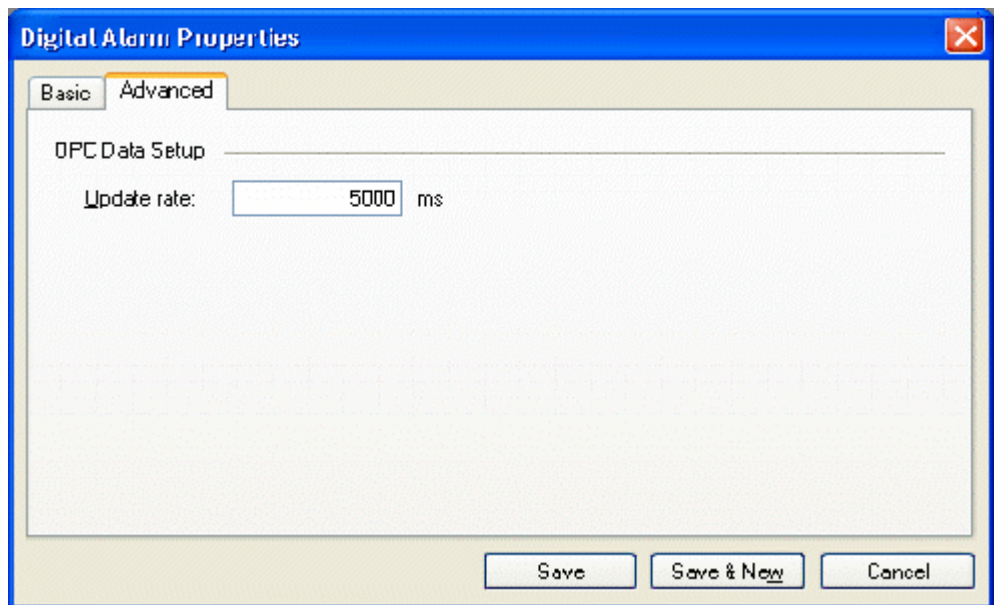 Digital Alarm Properties
Basic Advanced
OPC Data Setup
Update rate: 5000 ms
Save Save & New Cancel